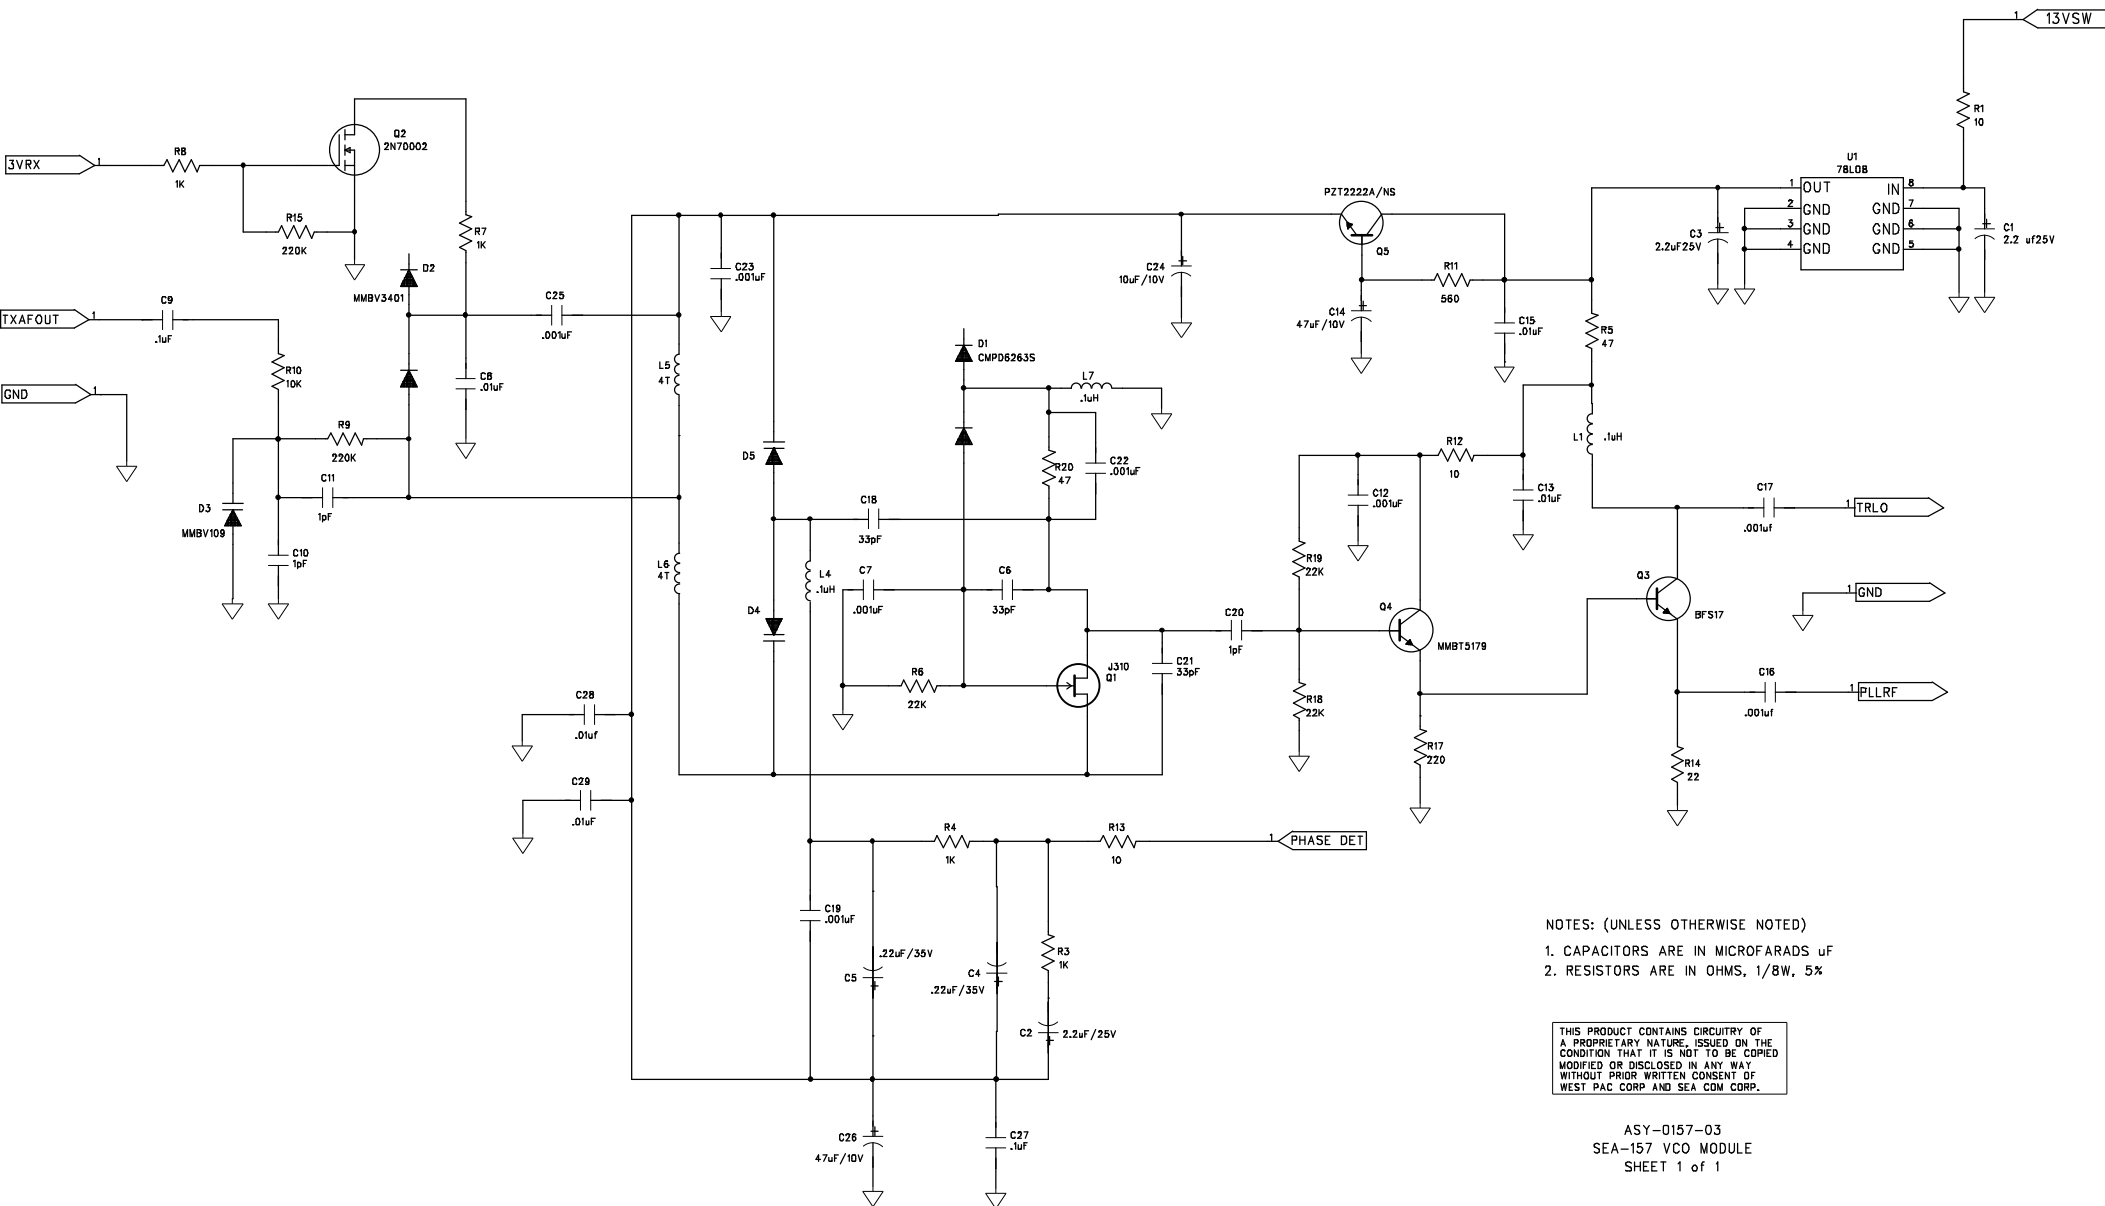 1 13VSW
R1
10
Q2
2N70002
3VRX 1
R8
1K
U1
78L08
1 OUT IN 8
2 GND GND 7
3 GND GND 6
4 GND GND 5
PZT2222A/NS
Q5
R15
220K
R7
1K
C3
2.2uF25V
C1
2.2 uf25V
D2
MMBV3401
C23
.001uF
C24
10uF/10V
R11
560
C25
.001uF
C9
.1uF
TXAFOUT 1
C14
47uF/10V
C15
.01uF
R5
47
D1
CMPD6263S
R10
10K
L5
4T
C8
.01uF
L7
.1uH
GND 1
R9
220K
L1 .1uH
R12
10
D5
R20
47
C22
.001uF
C11
1pF
C18
33pF
C12
.001uF
C13
.01uF
C17
.001uf
1 TRLO
D3
MMBV109
C10
1pF
L6
4T
L4
.1uH
C7
.001uF
C6
33pF
R19
22K
Q3
BFS17
1 GND
D4
Q4
MMBT5179
C20
1pF
J310
Q1
C21
33pF
R6
22K
R18
22K
C16
.001uf
1 PLLRF
C28
.01uf
R17
220
R14
22
C29
.01uF
R4
1K
R13
10
1 PHASE DET
C19
.001uF
.22uF/35V
C5
C4
.22uF/35V
R3
1K
C2 2.2uF/25V
C26
47uF/10V
C27
.1uF
NOTES: (UNLESS OTHERWISE NOTED)
1. CAPACITORS ARE IN MICROFARADS uF
2. RESISTORS ARE IN OHMS, 1/8W, 5%
THIS PRODUCT CONTAINS CIRCUITRY OF
A PROPRIETARY NATURE, ISSUED ON THE
CONDITION THAT IT IS NOT TO BE COPIED
MODIFIED OR DISCLOSED IN ANY WAY
WITHOUT PRIOR WRITTEN CONSENT OF
WEST PAC CORP AND SEA COM CORP.
ASY-0157-03
SEA-157 VCO MODULE
SHEET 1 of 1